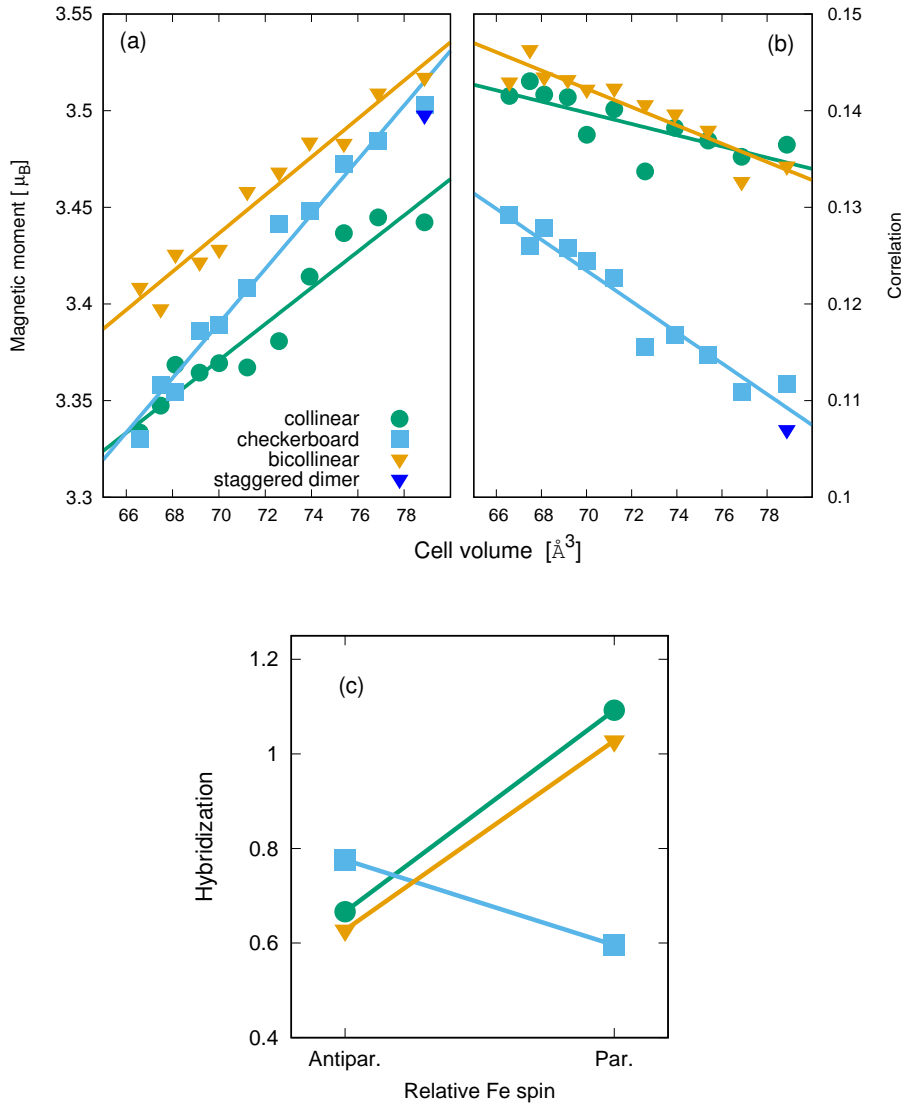 (a)
(b)
3.55
3.5
3.45
3.4
3.35
3.3
Magnetic moment [ μB]
collinear
checkerboard
bicollinear
staggered dimer
66 68 70 72 74 76 78
66 68 70 72 74 76 78
0.15
0.14
0.13
0.12
0.11
0.1
Correlation
Cell volume [Å^3]
(c)
1.2
1
0.8
0.6
0.4
Hybridization
Antipar. Par.
Relative Fe spin